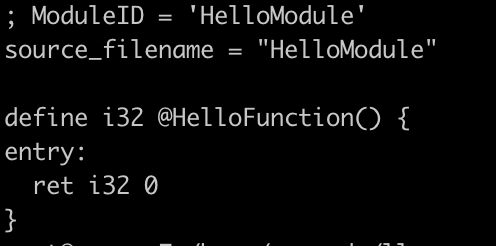 ; ModuleID = 'HelloModule'
source_filename = "HelloModule"
define i32 @HelloFunction() {
entry:
  ret i32 0
}